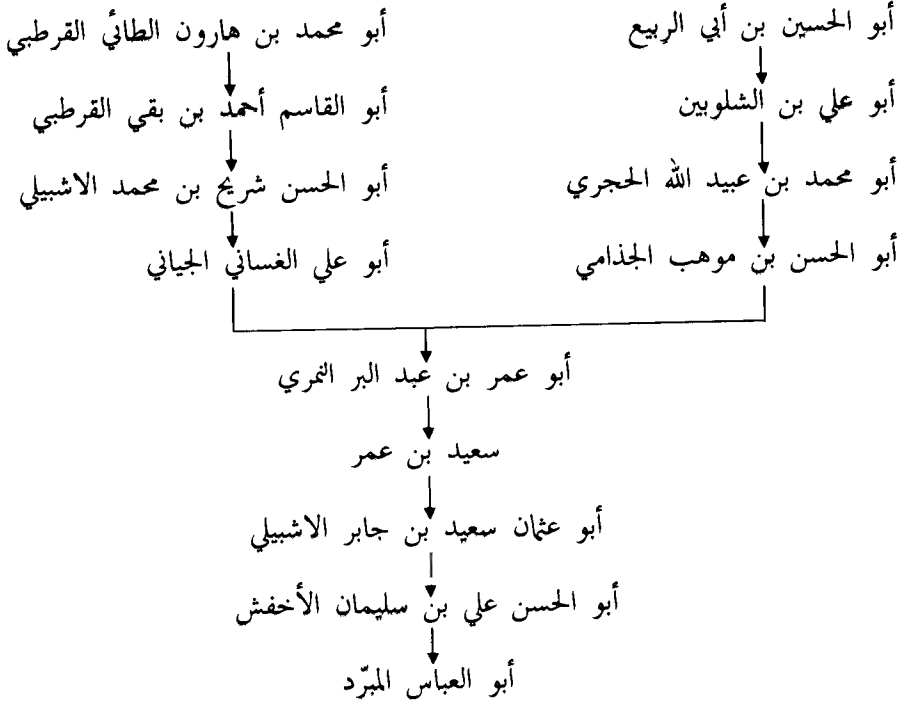 أبو الحسين بن أبي الربيع
أبو محمد بن هارون الطائي القرطبي
أبو علي بن الشلوبين
أبو القاسم أحمد بن بقي القرطبي
أبو محمد بن عبيد الله الحجري
أبو الحسن شريح بن محمد الاشبيلي
أبو الحسن بن موهب الجذامي
أبو علي الغساني الجياني
أبو عمر بن عبد البر النمري
سعيد بن عمر
أبو عثمان سعيد بن جابر الاشبيلي
أبو الحسن علي بن سليمان الأخفش
أبو العباس المبرّد